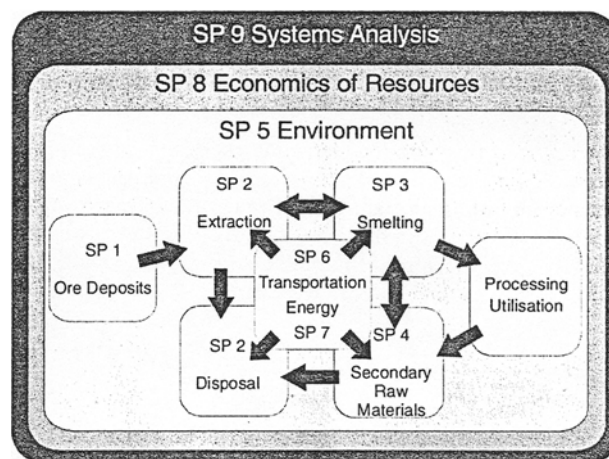 SP 9 Systems Analysis
SP 8 Economics of Resources
SP 5 Environment
SP 2
Extraction
SP 3
Smelting
SP 1
Ore Deposits
SP 6
Transportation
Energy
SP 7
Processing
Utilisation
SP 2
Disposal
SP 4
Secondary
Raw
Materials